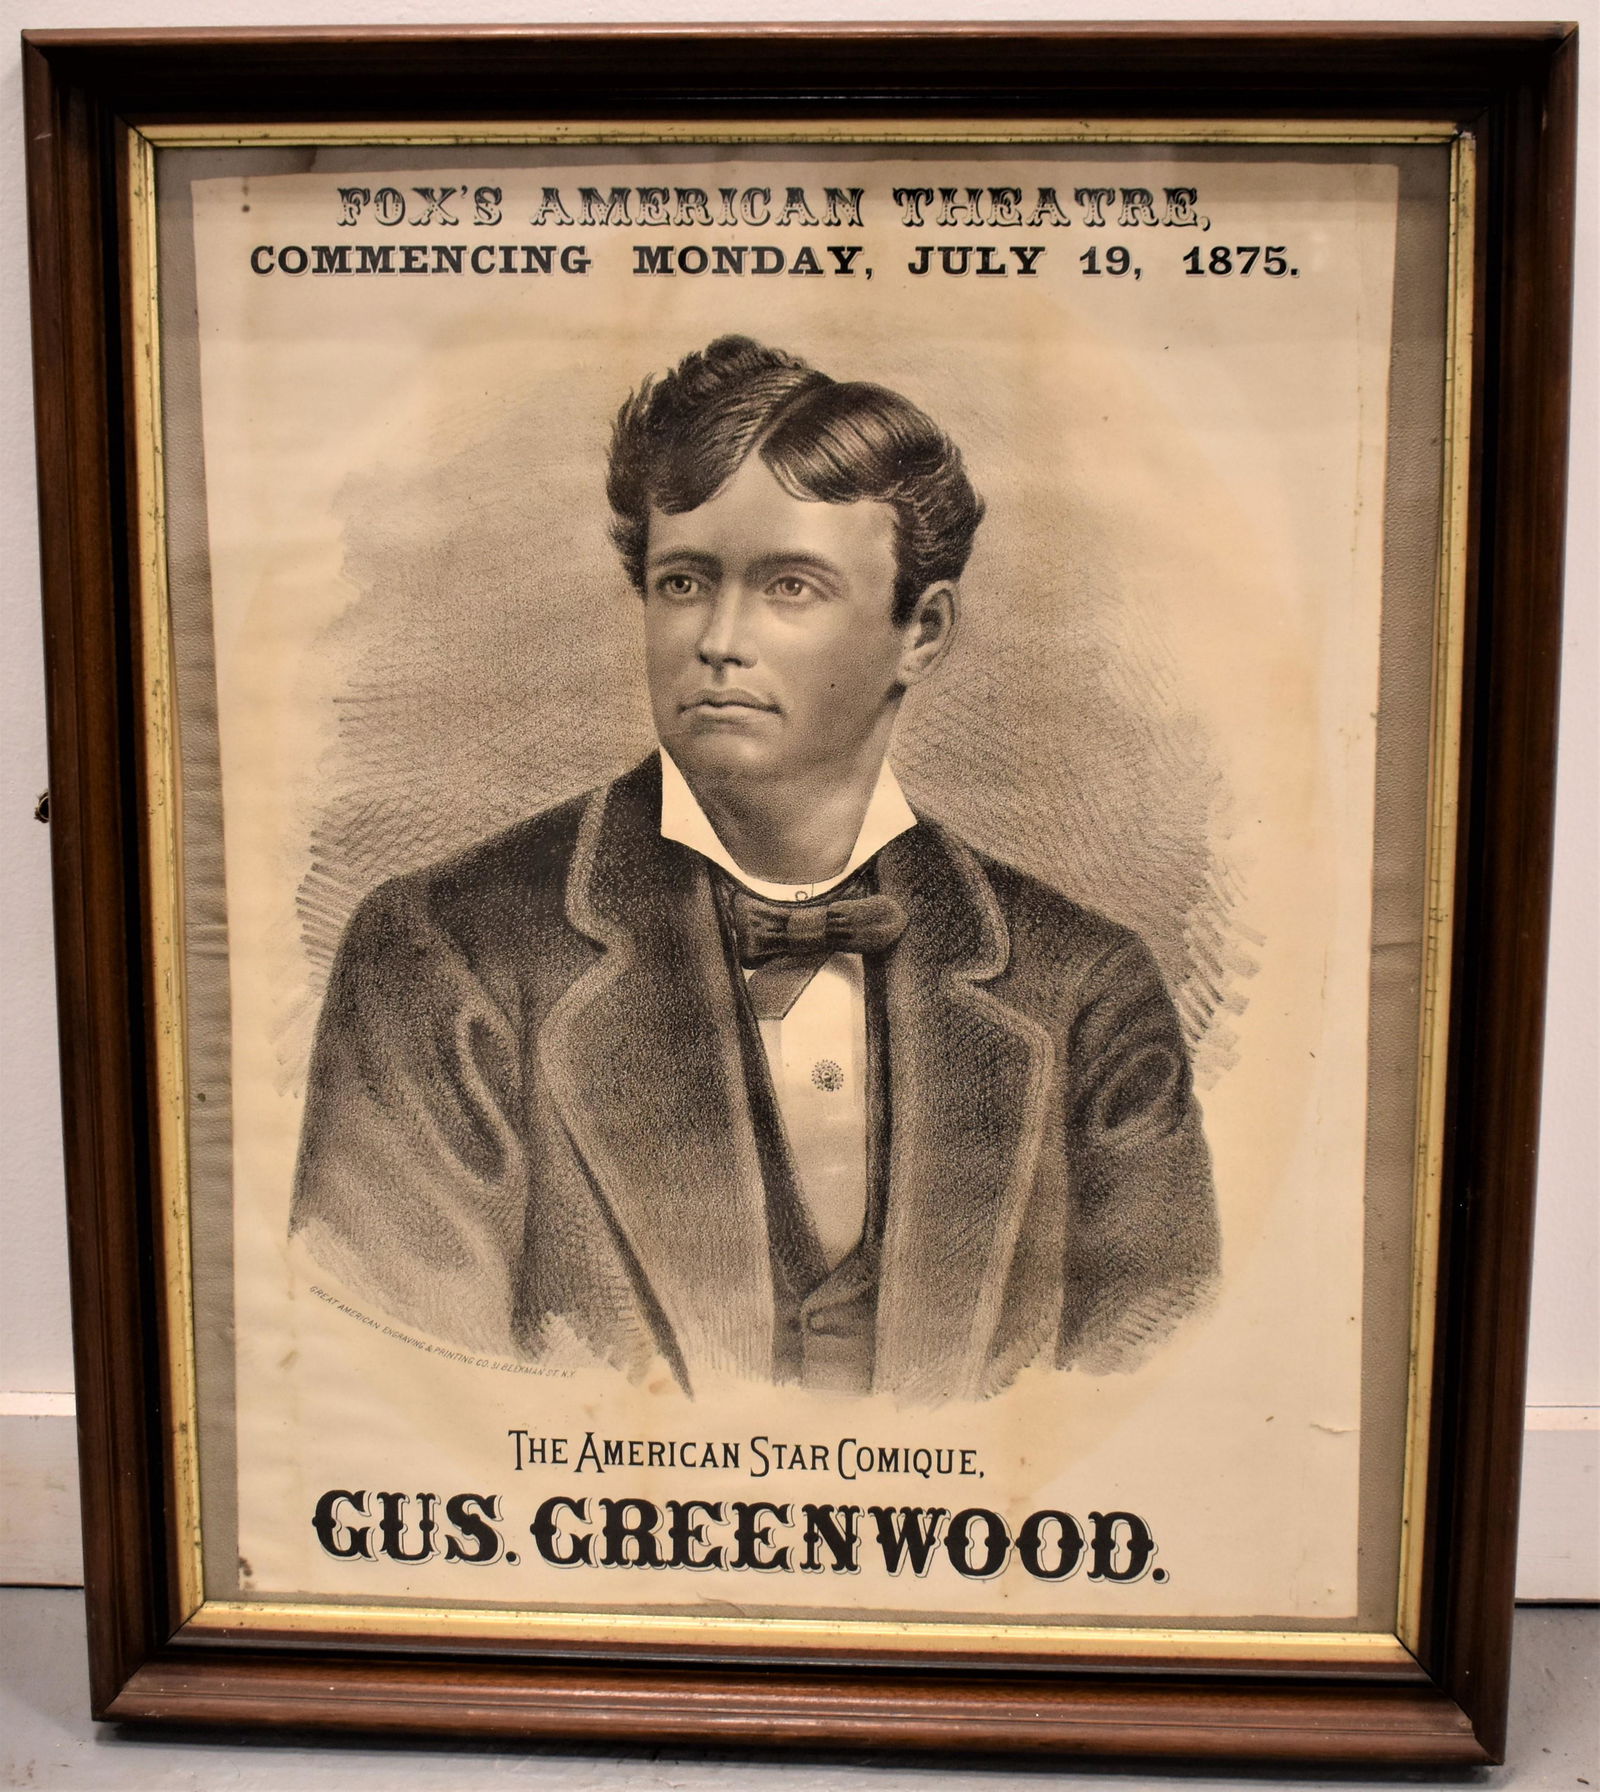 FOX'S AMERICAN THEATRE,
COMMENCING MONDAY, JULY 19, 1875.
GREAT AMERICAN ENGRAVING & PRINTING CO. 31 BEEKMAN ST. N.Y.
THE AMERICAN STAR COMIQUE,
GUS. GREENWOOD.